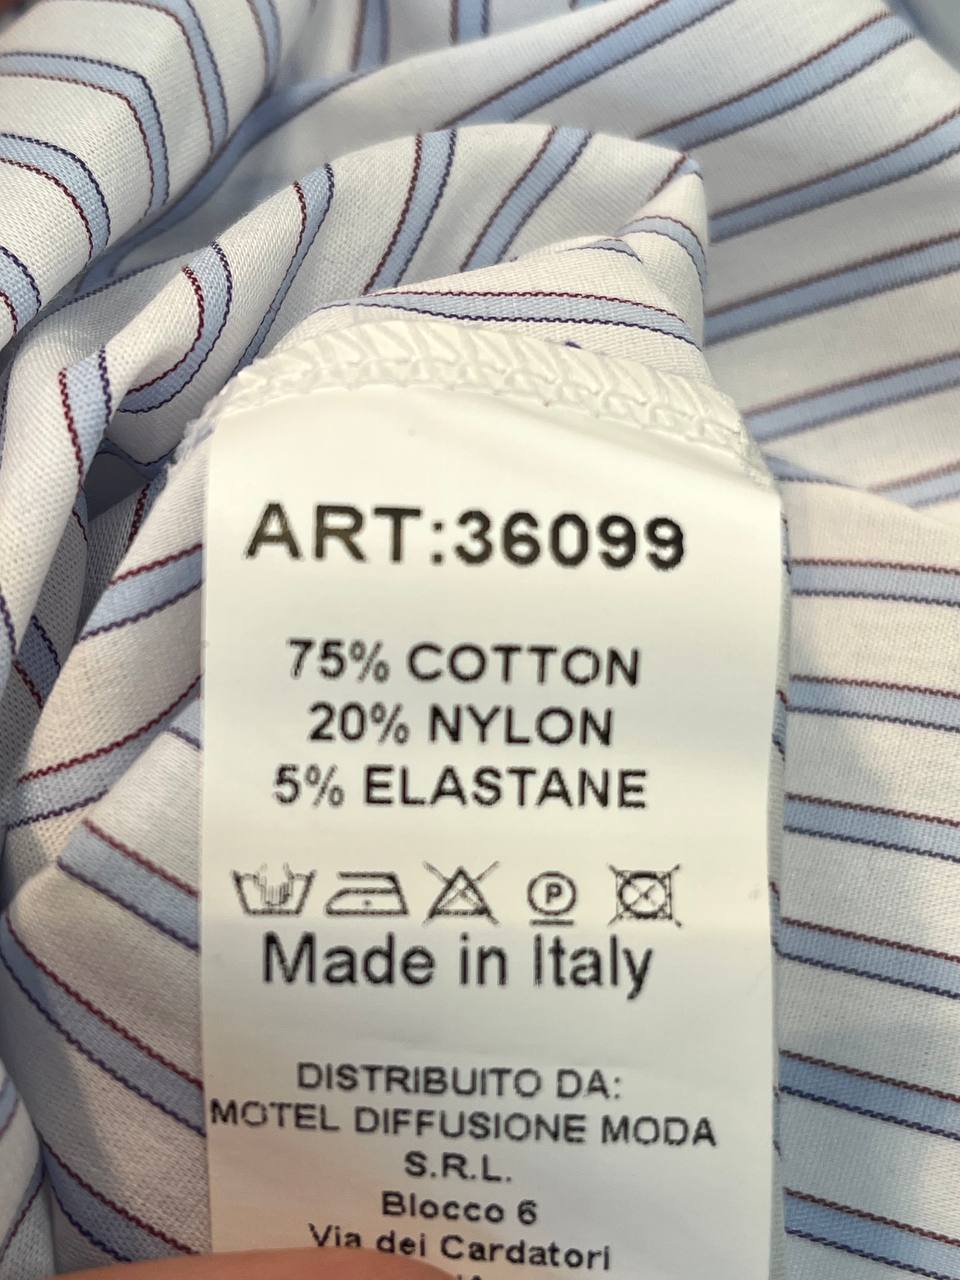 ART:36099
75% COTTON
20% NYLON
5% ELASTANE
P
Made in Italy
DISTRIBUITO DA:
MOTEL DIFFUSIONE MODA
S.R.L.
Blocco 6
Via dei Cardatori